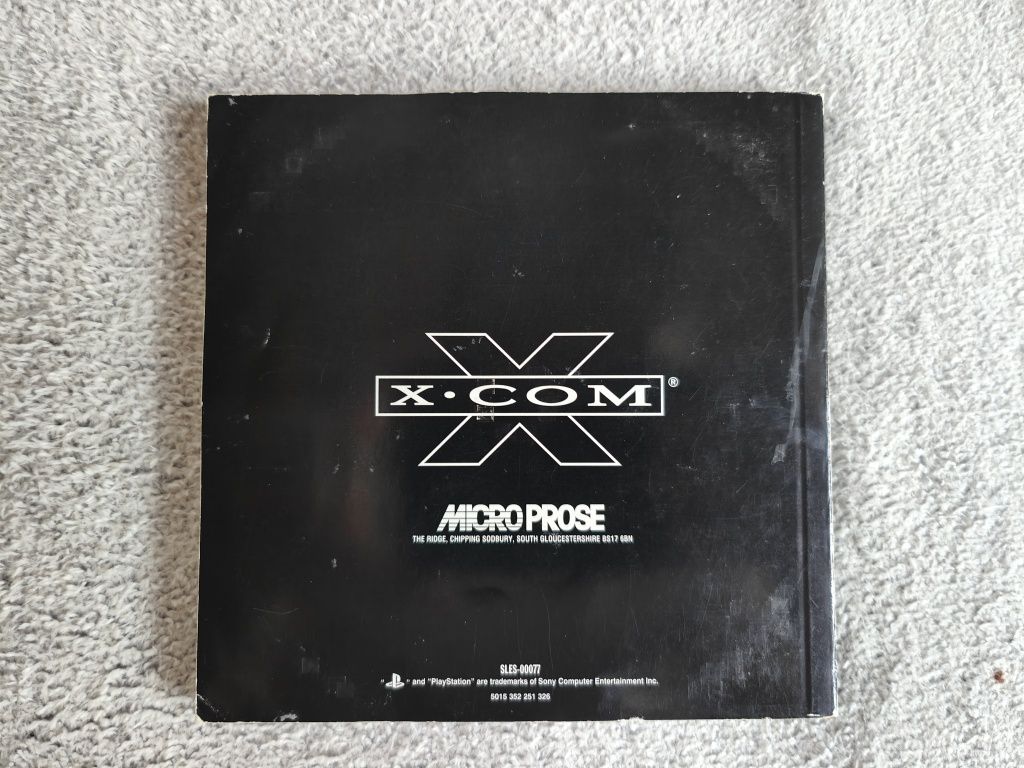 X·COM®
MICROPROSE
THE RIDGE, CHIPPING SODBURY, SOUTH GLOUCESTERSHIRE BS17 6BN
SLES-00077
" " and "PlayStation" are trademarks of Sony Computer Entertainment Inc.
5015 352 251 326